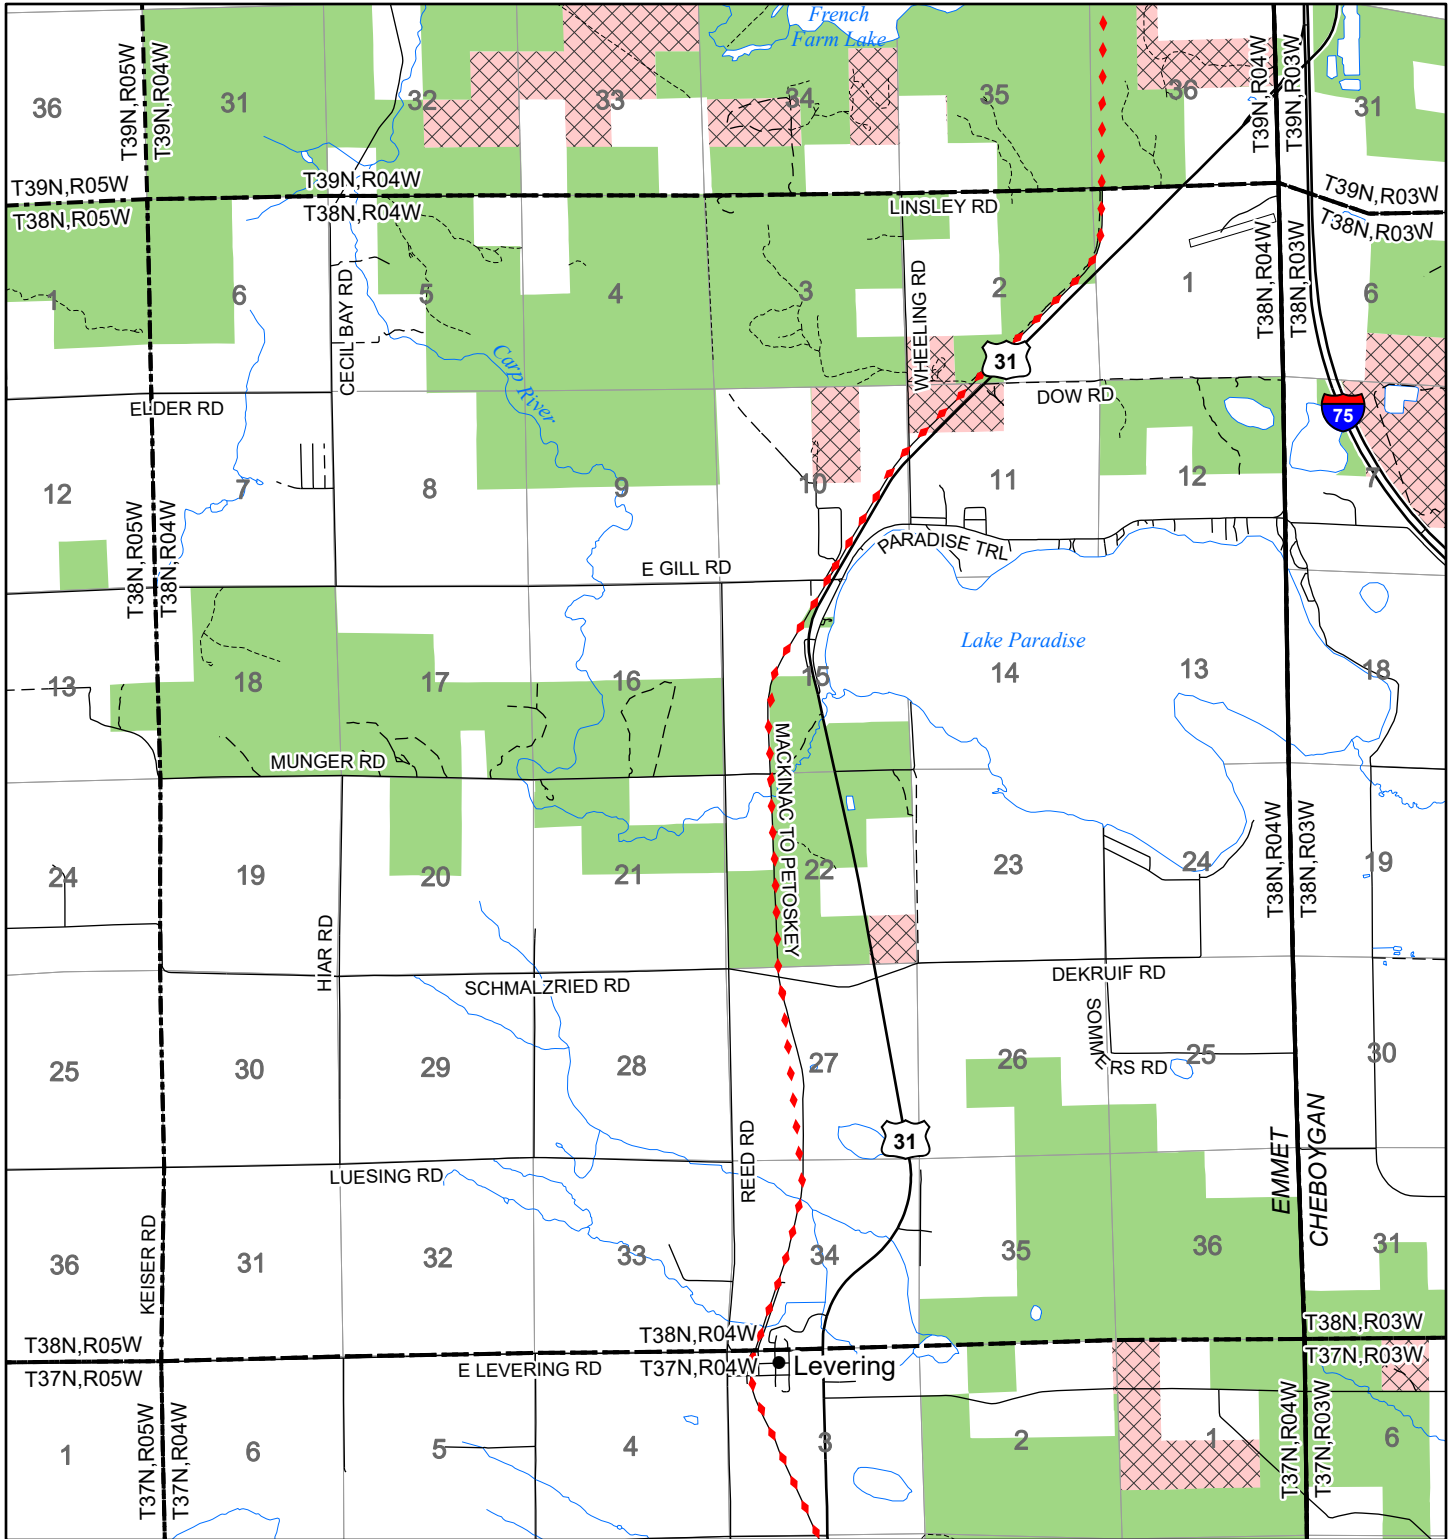 French
Farm Lake
36
31
32
33
34
35
36
31
T39N,R05W
T39N,R04W
T39N,R04W
T39N,R03W
T39N,R05W
T38N,R05W
T39N,R04W
T38N,R04W
LINSLEY RD
T39N,R03W
T38N,R03W
T38N,R04W
T38N,R03W
1
6
CECIL BAY RD
5
4
3
WHEELING RD
2
1
6
31
Carp River
ELDER RD
DOW RD
75
12
7
8
9
10
11
12
7
T38N,R05W
T38N,R04W
PARADISE TRL
E GILL RD
Lake Paradise
13
18
17
16
15
14
13
18
MUNGER RD
MACKINAC TO PETOSKEY
T38N,R04W
T38N,R03W
24
19
20
21
22
23
24
19
HIAR RD
SCHMALZRIED RD
DEKRUIF RD
SOMMERS RD
25
30
29
28
27
26
25
30
31
REED RD
LUESING RD
EMMET
CHEBOYGAN
KEISER RD
36
31
32
33
34
35
36
31
T38N,R05W
T37N,R05W
E LEVERING RD
T38N,R04W
T37N,R04W
Levering
T38N,R03W
T37N,R03W
T37N,R05W
T37N,R04W
T37N,R04W
T37N,R03W
1
6
5
4
3
2
1
6